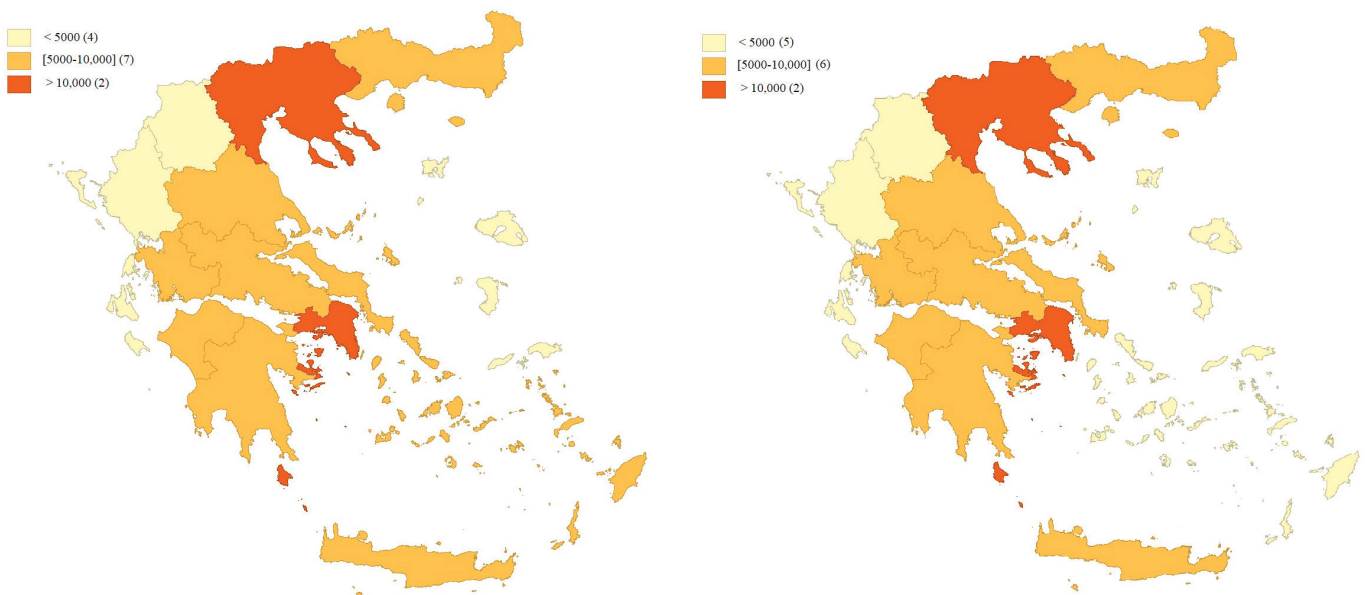 < 5000 (4)
[5000-10,000] (7)
> 10,000 (2)
< 5000 (5)
[5000-10,000] (6)
> 10,000 (2)